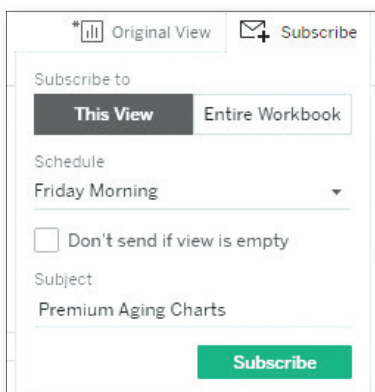 Original View Subscribe
Subscribe to
This View Entire Workbook
Schedule
Friday Morning
Don't send if view is empty
Subject
Premium Aging Charts
Subscribe